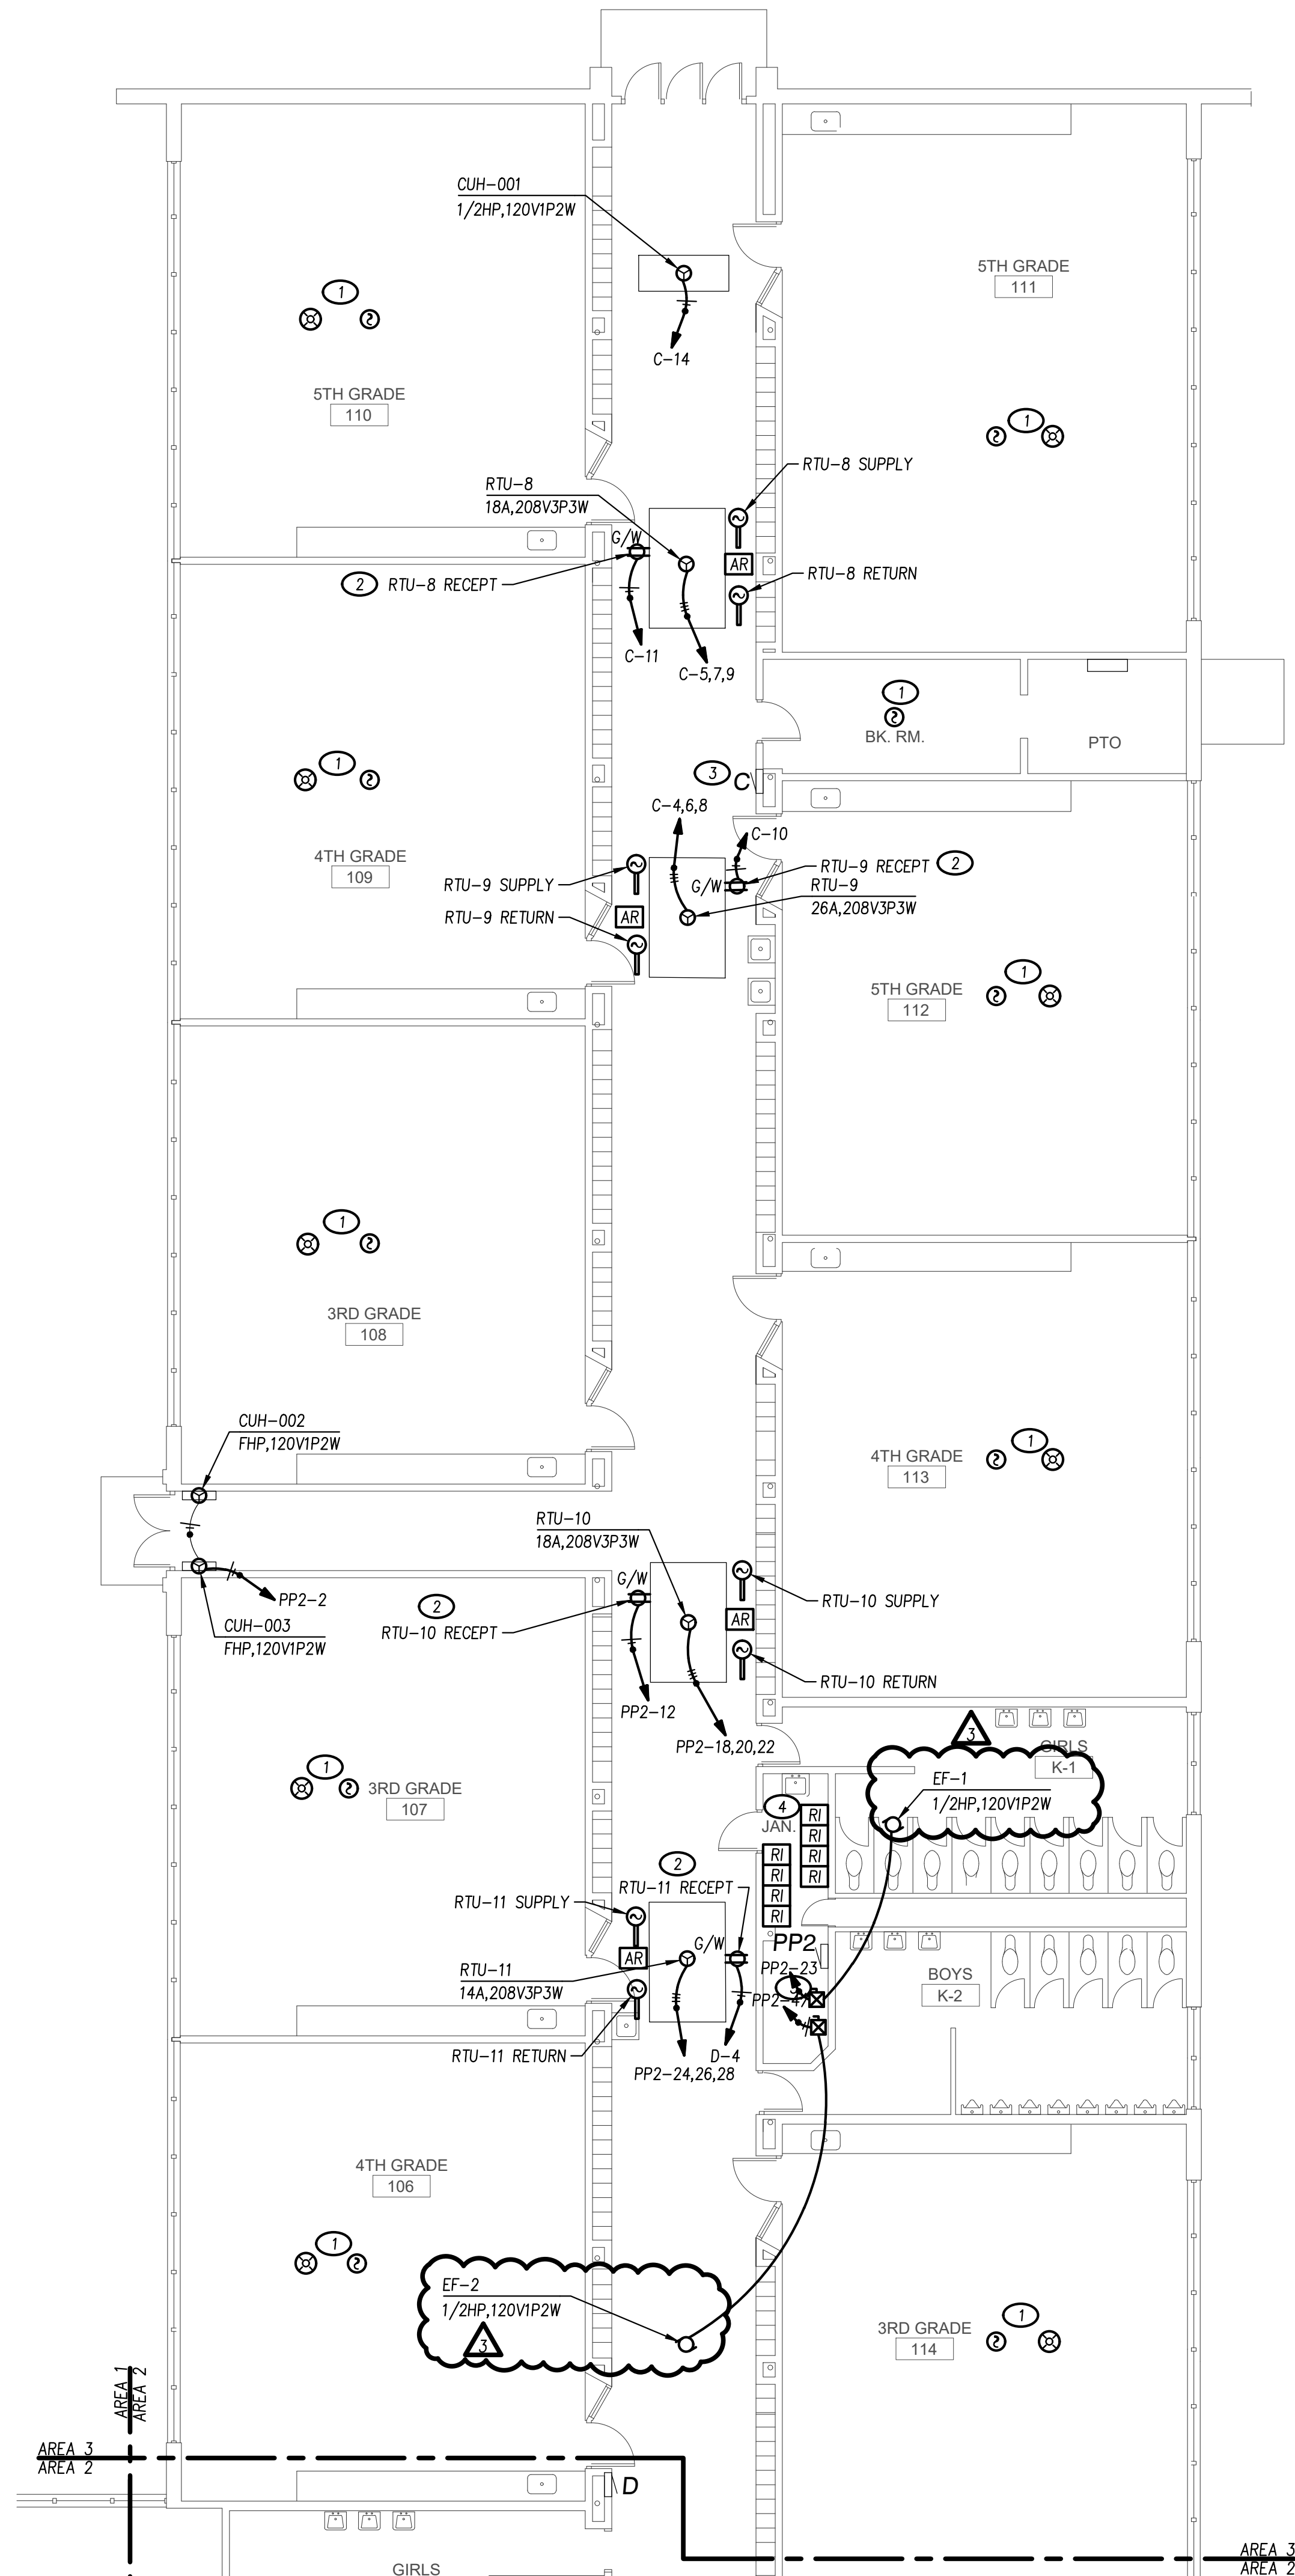 CUH-001
1/2HP,120V1P2W
C-14
5TH GRADE
111
1
1
5TH GRADE
110
1
RTU-8 SUPPLY
RTU-8
18A,208V3P3W
G/W
AR
2
RTU-8 RECEPT
RTU-8 RETURN
C-11
C-5,7,9
1
BK. RM.
PTO
1
3
C
C-4,6,8
C-10
4TH GRADE
109
RTU-9 SUPPLY
G/W
RTU-9 RECEPT
2
RTU-9
26A,208V3P3W
AR
RTU-9 RETURN
1
5TH GRADE
112
1
3RD GRADE
108
CUH-002
FHP,120V1P2W
1
4TH GRADE
113
RTU-10
18A,208V3P3W
G/W
PP2-2
2
RTU-10 RECEPT
CUH-003
FHP,120V1P2W
AR
RTU-10 SUPPLY
RTU-10 RETURN
PP2-12
PP2-18,20,22
3
GIRLS
K-1
EF-1
1/2HP,120V1P2W
1
3RD GRADE
107
4
JAN.
RI
RI
RI
RI
RI
RI
RI
RI
2
RTU-11 RECEPT
RTU-11 SUPPLY
G/W
AR
RTU-11
14A,208V3P3W
PP2
PP2-23
BOYS
K-2
RTU-11 RETURN
D-4
PP2-24,26,28
4TH GRADE
106
1
EF-2
1/2HP,120V1P2W
3
1
3RD GRADE
114
AREA 1
AREA 2
AREA 3
AREA 2
D
GIRLS
AREA 3
AREA 2